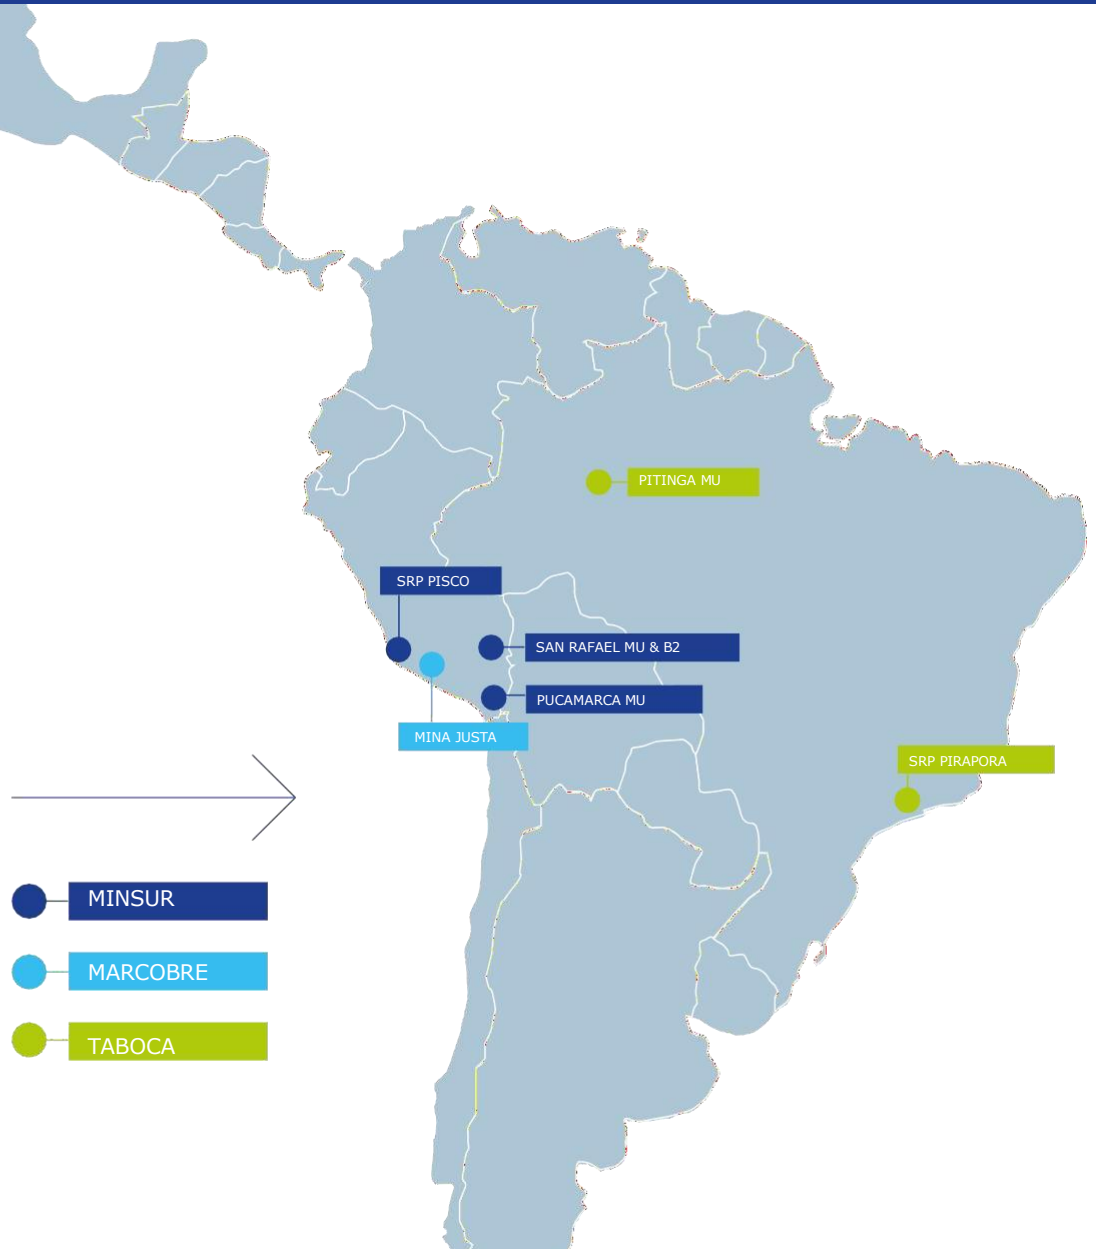 PITINGA MU
SRP PISCO
SAN RAFAEL MU & B2
PUCAMARCA MU
MINA JUSTA
SRP PIRAPORA
MINSUR
MARCOBRE
TABOCA